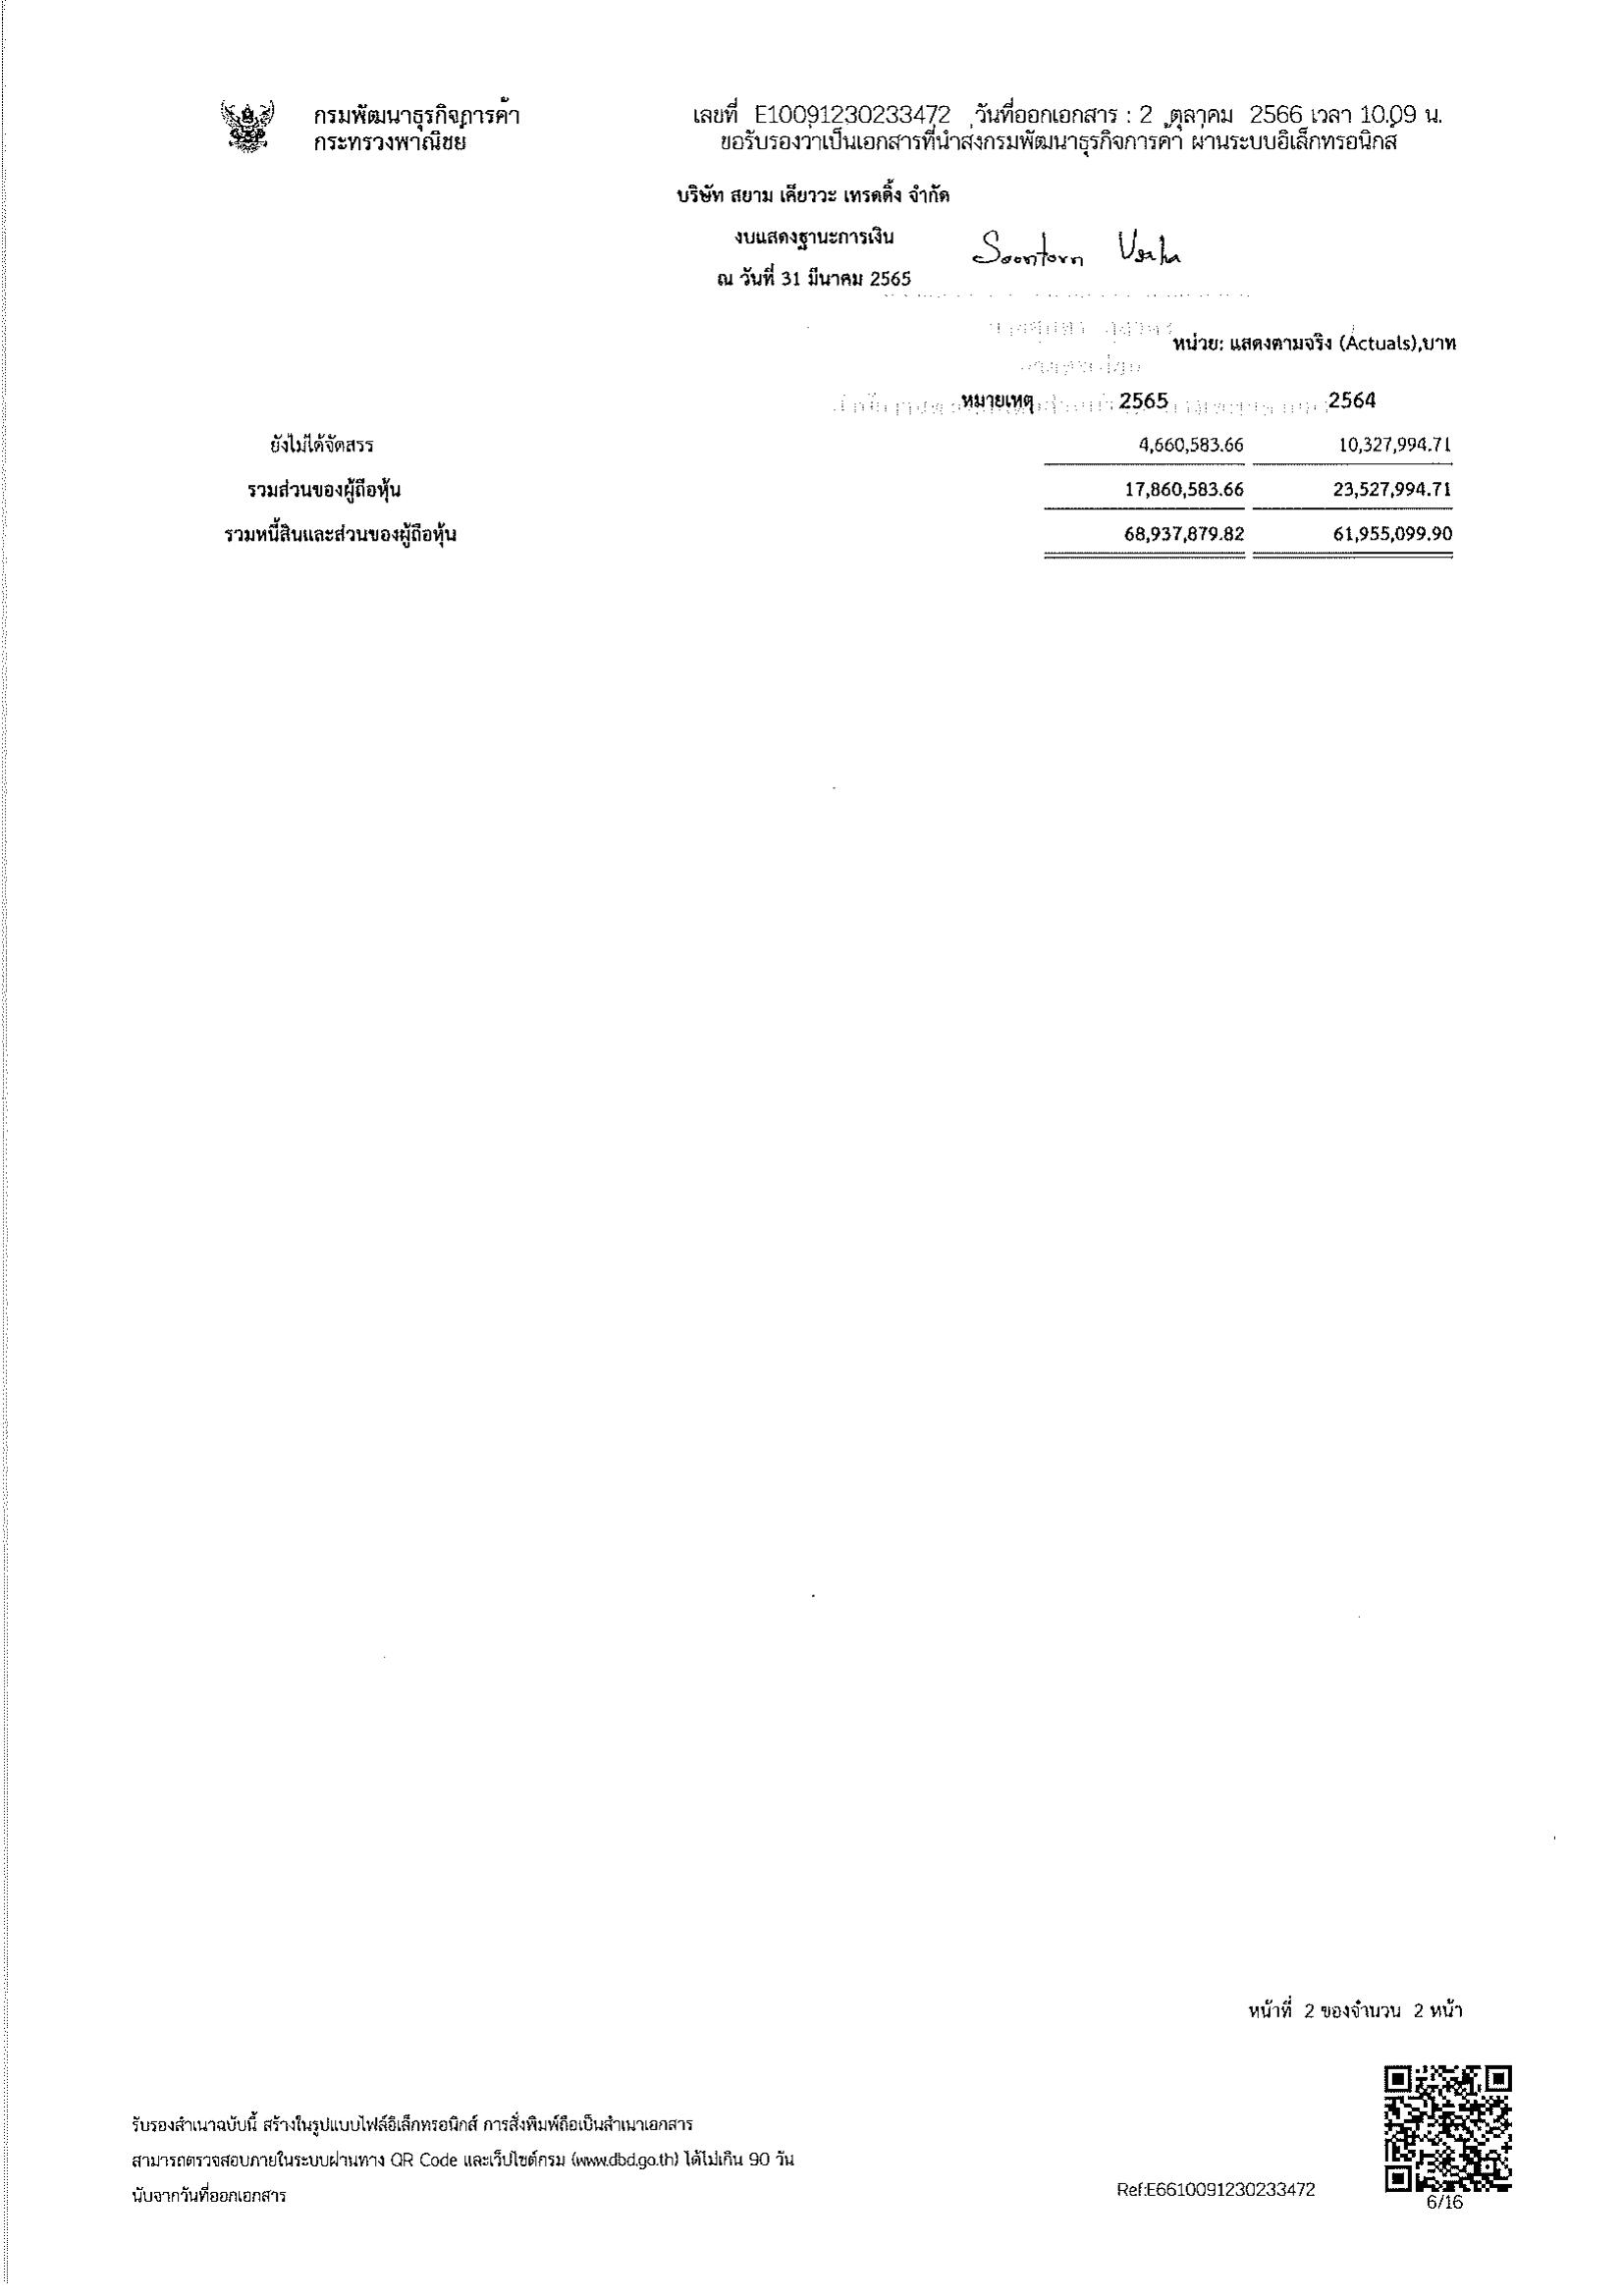 กรมพัฒนาธุรกิจการค้า
กระทรวงพาณิชย์
เลขที่ E10091230233472 วันที่ออกเอกสาร : 2 ตุลาคม 2566 เวลา 10.09 น.
ขอรับรองว่าเป็นเอกสารที่นำส่งกรมพัฒนาธุรกิจการค้า ผ่านระบบอิเล็กทรอนิกส์
บริษัท สยาม เคียววะ เทรดดิ้ง จำกัด
งบแสดงฐานะการเงิน
Soontorn
ณ วันที่ 31 มีนาคม 2565
หน่วย: แสดงตามจริง (Actuals),บาท
หมายเหตุ 2565 2564
ยังไม่ได้จัดสรร 4,660,583.66 10,327,994.71
รวมส่วนของผู้ถือหุ้น 17,860,583.66 23,527,994.71
รวมหนี้สินและส่วนของผู้ถือหุ้น 68,937,879.82 61,955,099.90
หน้าที่ 2 ของจำนวน 2 หน้า
รับรองสำเนาฉบับนี้ สร้างในรูปแบบไฟล์อิเล็กทรอนิกส์ การสั่งพิมพ์ถือเป็นสำเนาเอกสาร
สามารถตรวจสอบภายในระบบผ่านทาง QR Code และเว็บไซต์กรม (www.dbd.go.th) ได้ไม่เกิน 90 วัน
นับจากวันที่ออกเอกสาร
Ref:E6610091230233472
6/16